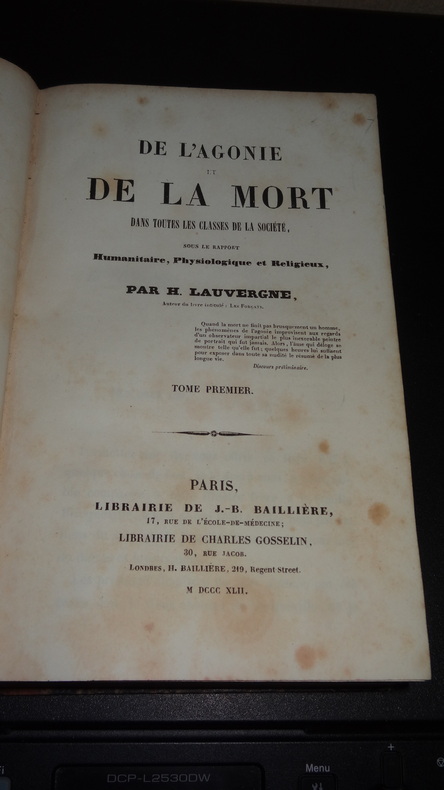 DE L'AGONIE
ET
DE LA MORT
DANS TOUTES LES CLASSES DE LA SOCIÉTÉ,
SOUS LE RAPPORT
Humanitaire, Physiologique et Religieux,
PAR H. LAUVERGNE,
Auteur du livre intitulé : Les Forçats.
Quand la mort ne finit pas brusquement un homme,
les phénomènes de l'agonie impriment aux regards
d'un observateur impartial le plus inexorable peintre
de portrait qui fut jamais. Alors, l'âme qui déloge se
montre telle qu'elle fut; quelques heures lui suffisent
pour exposer dans toute sa nudité le résumé de la plus
longue vie.
Discours préliminaire.
TOME PREMIER.
PARIS,
LIBRAIRIE DE J.-B. BAILLIÈRE,
17, RUE DE L'ÉCOLE-DE-MÉDECINE;
LIBRAIRIE DE CHARLES GOSSELIN,
30, RUE JACOB.
LONDRES, H. BAILLIÈRE, 219, Regent Street.
M DCCC XLII.
DCP-L2530DW
Menu
+